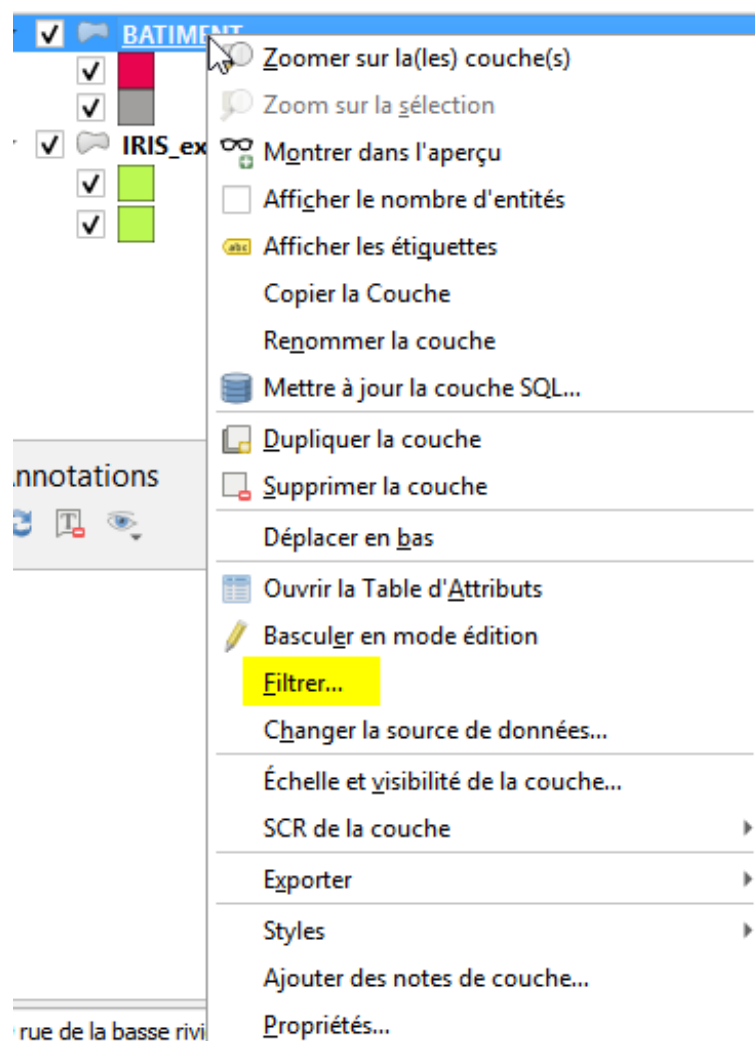 BATIMENT
Zoomer sur la(les) couche(s)
Zoom sur la sélection
IRIS_ex
Montrer dans l'aperçu
Afficher le nombre d'entités
abc Afficher les étiquettes
Copier la Couche
Renommer la couche
Mettre à jour la couche SQL...
Dupliquer la couche
nnotations
Supprimer la couche
T
Déplacer en bas
Ouvrir la Table d'Attributs
Basculer en mode édition
Filtrer...
Changer la source de données...
Échelle et visibilité de la couche...
SCR de la couche
Exporter
Styles
Ajouter des notes de couche...
rue de la basse rivi
Propriétés...